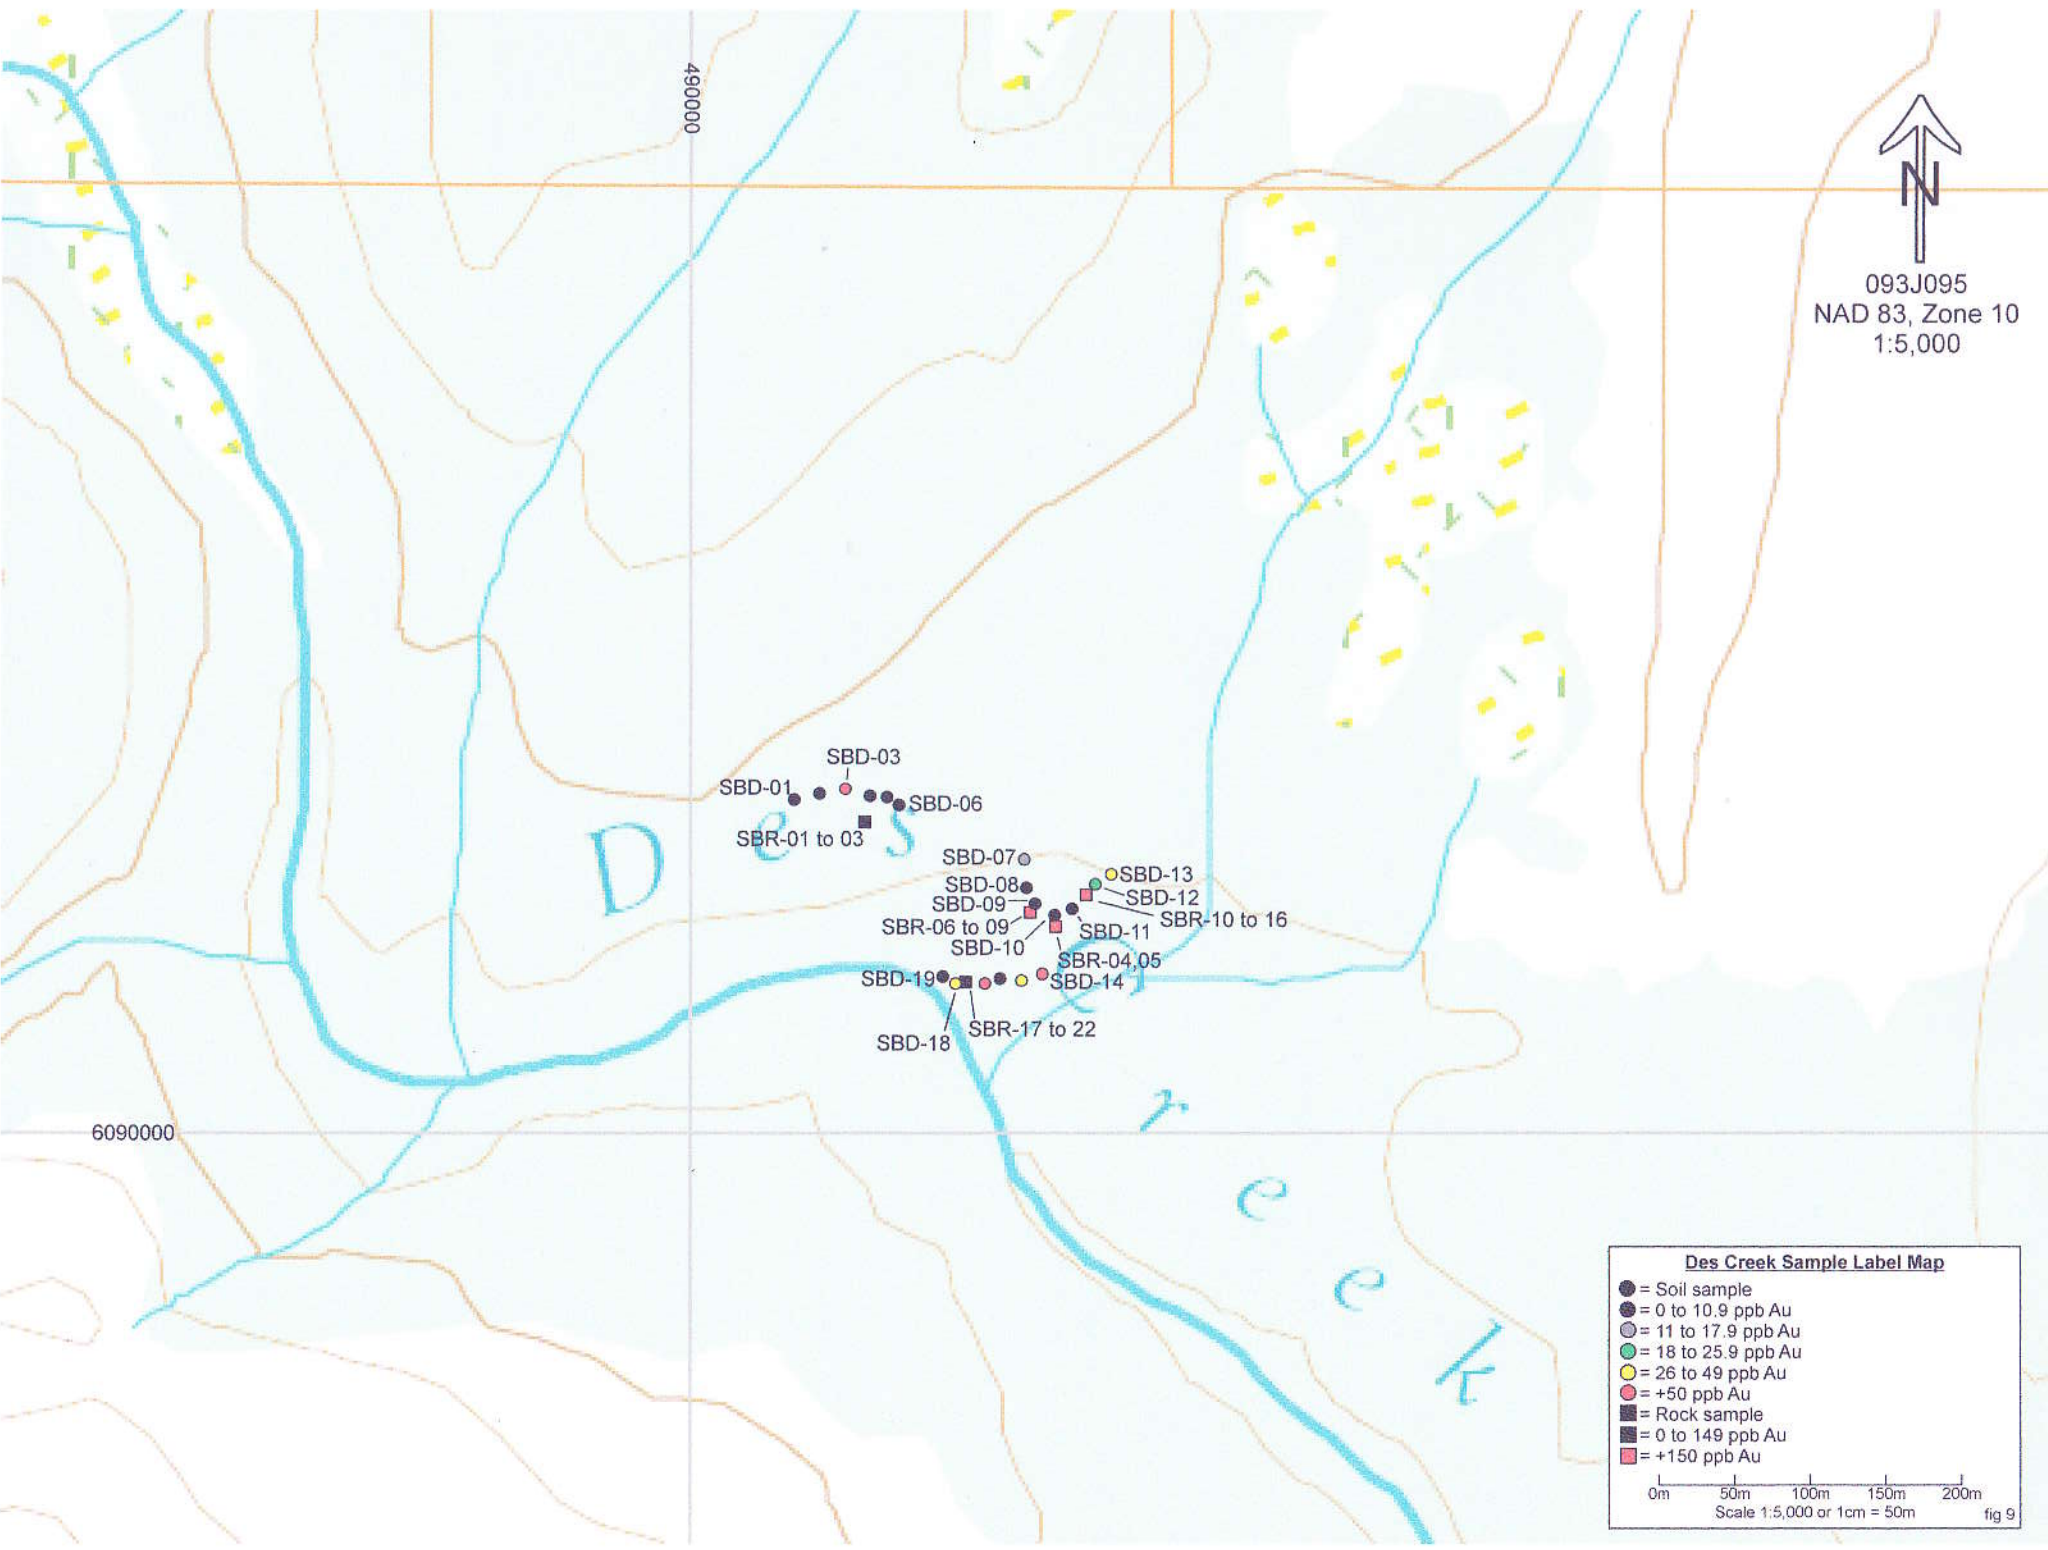 490000
N
093J095
NAD 83, Zone 10
1:5,000
SBD-03
SBD-01
SBD-06
SBR-01 to 03
Des
SBD-07
SBD-13
SBD-08
SBD-12
SBD-09
SBR-10 to 16
SBR-06 to 09
SBD-11
SBD-10
SBR-04,05
SBD-19
SBD-14
SBR-17 to 22
SBD-18
Creek
6090000
Des Creek Sample Label Map
= Soil sample
= 0 to 10.9 ppb Au
= 11 to 17.9 ppb Au
= 18 to 25.9 ppb Au
= 26 to 49 ppb Au
= +50 ppb Au
= Rock sample
= 0 to 149 ppb Au
= +150 ppb Au
0m 50m 100m 150m 200m
Scale 1:5,000 or 1cm = 50m
fig 9